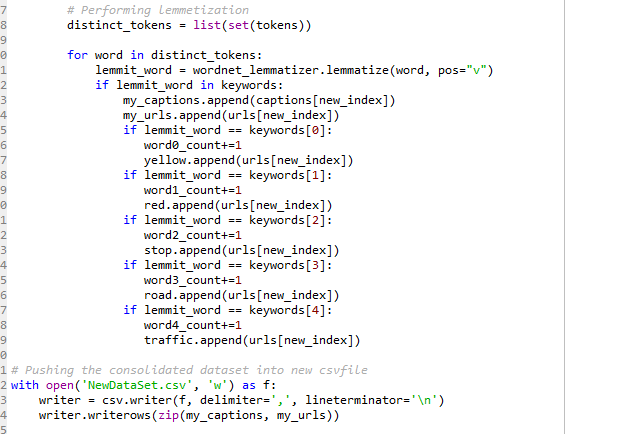 7 # Performing lemmetization
8 distinct_tokens = list(set(tokens))
9
0 for word in distinct_tokens:
1 lemmit_word = wordnet_lemmatizer.lemmatize(word, pos="v")
2 if lemmit_word in keywords:
3 my_captions.append(captions[new_index])
4 my_urls.append(urls[new_index])
5 if lemmit_word == keywords[0]:
6 word0_count+=1
7 yellow.append(urls[new_index])
8 if lemmit_word == keywords[1]:
9 word1_count+=1
0 red.append(urls[new_index])
1 if lemmit_word == keywords[2]:
2 word2_count+=1
3 stop.append(urls[new_index])
4 if lemmit_word == keywords[3]:
5 word3_count+=1
6 road.append(urls[new_index])
7 if lemmit_word == keywords[4]:
8 word4_count+=1
9 traffic.append(urls[new_index])
0
1 # Pushing the consolidated dataset into new csvfile
2 with open('NewDataSet.csv', 'w') as f:
3 writer = csv.writer(f, delimiter=',', lineterminator='\n')
4 writer.writerows(zip(my_captions, my_urls))
5